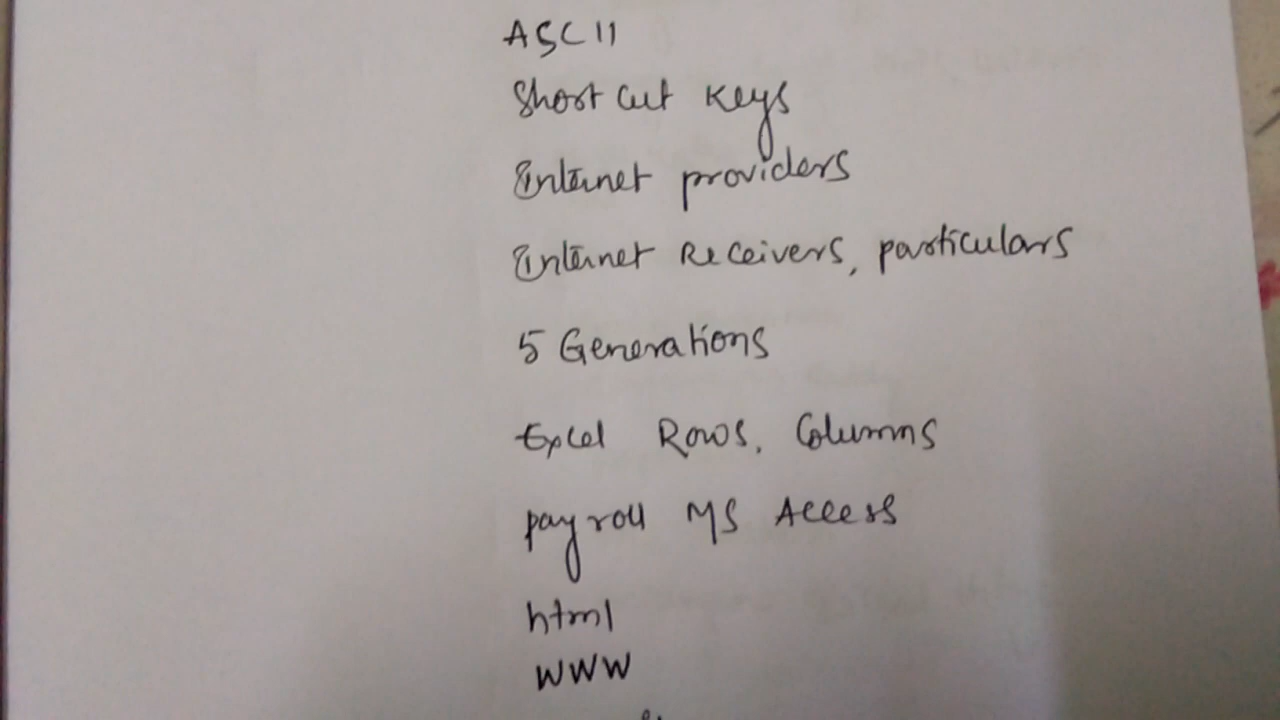 ASCII
Short Cut Keys
Internet providers
Internet Receivers, particulars
5 Generations
Excel Rows, Columns
payroll MS Access
html
WWW